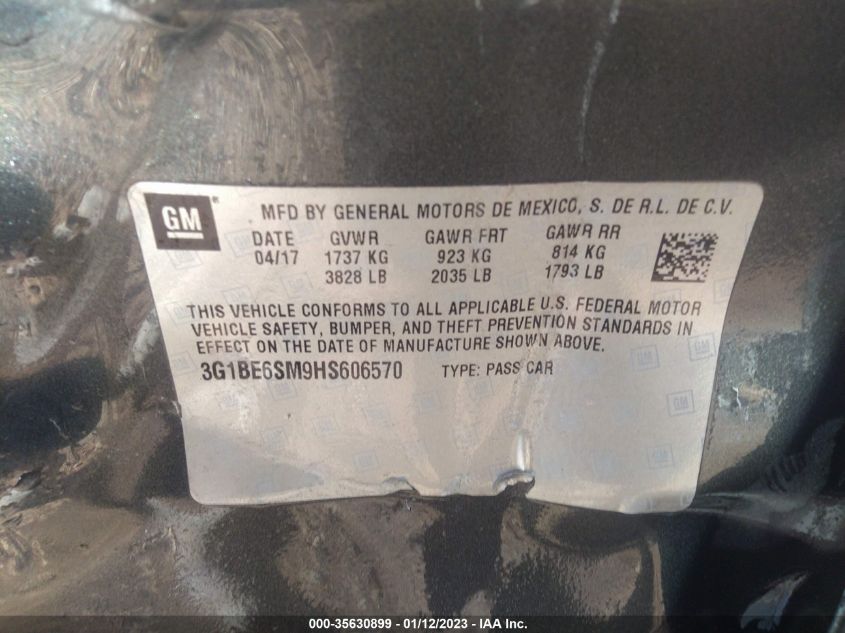 GM
MFD BY GENERAL MOTORS DE MEXICO, S. DE R.L. DE C.V.
DATE GVWR GAWR FRT GAWR RR
04/17 1737 KG 923 KG 814 KG
3828 LB 2035 LB 1793 LB
THIS VEHICLE CONFORMS TO ALL APPLICABLE U.S. FEDERAL MOTOR
VEHICLE SAFETY, BUMPER, AND THEFT PREVENTION STANDARDS IN
EFFECT ON THE DATE OF MANUFACTURE SHOWN ABOVE.
3G1BE6SM9HS606570 TYPE: PASS CAR
000-35630899 - 01/12/2023 - IAA Inc.